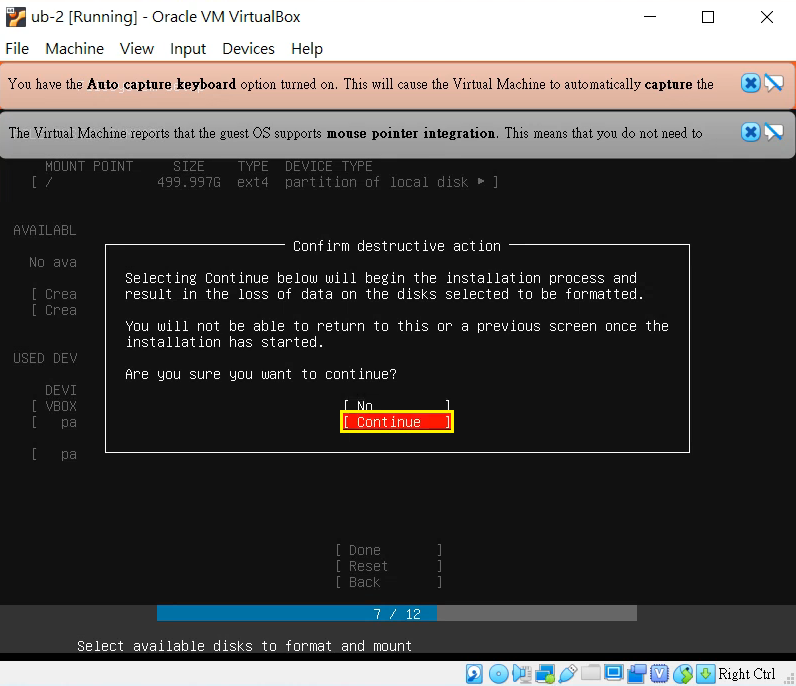 ub-2 [Running] - Oracle VM VirtualBox
File Machine View Input Devices Help
You have the Auto capture keyboard option turned on. This will cause the Virtual Machine to automatically capture the
The Virtual Machine reports that the guest OS supports mouse pointer integration. This means that you do not need to
MOUNT POINT SIZE TYPE DEVICE TYPE
[ / 499.997G ext4 partition of local disk ▸ ]
AVAILABL
No ava
[ Crea
[ Crea
USED DEV
DEVI
[ VBOX
[ pa
[ pa
Confirm destructive action
Selecting Continue below will begin the installation process and
result in the loss of data on the disks selected to be formatted.
You will not be able to return to this or a previous screen once the
installation has started.
Are you sure you want to continue?
[ No ]
[ Continue ]
[ Done ]
[ Reset ]
[ Back ]
7 / 12
Select available disks to format and mount
Right Ctrl